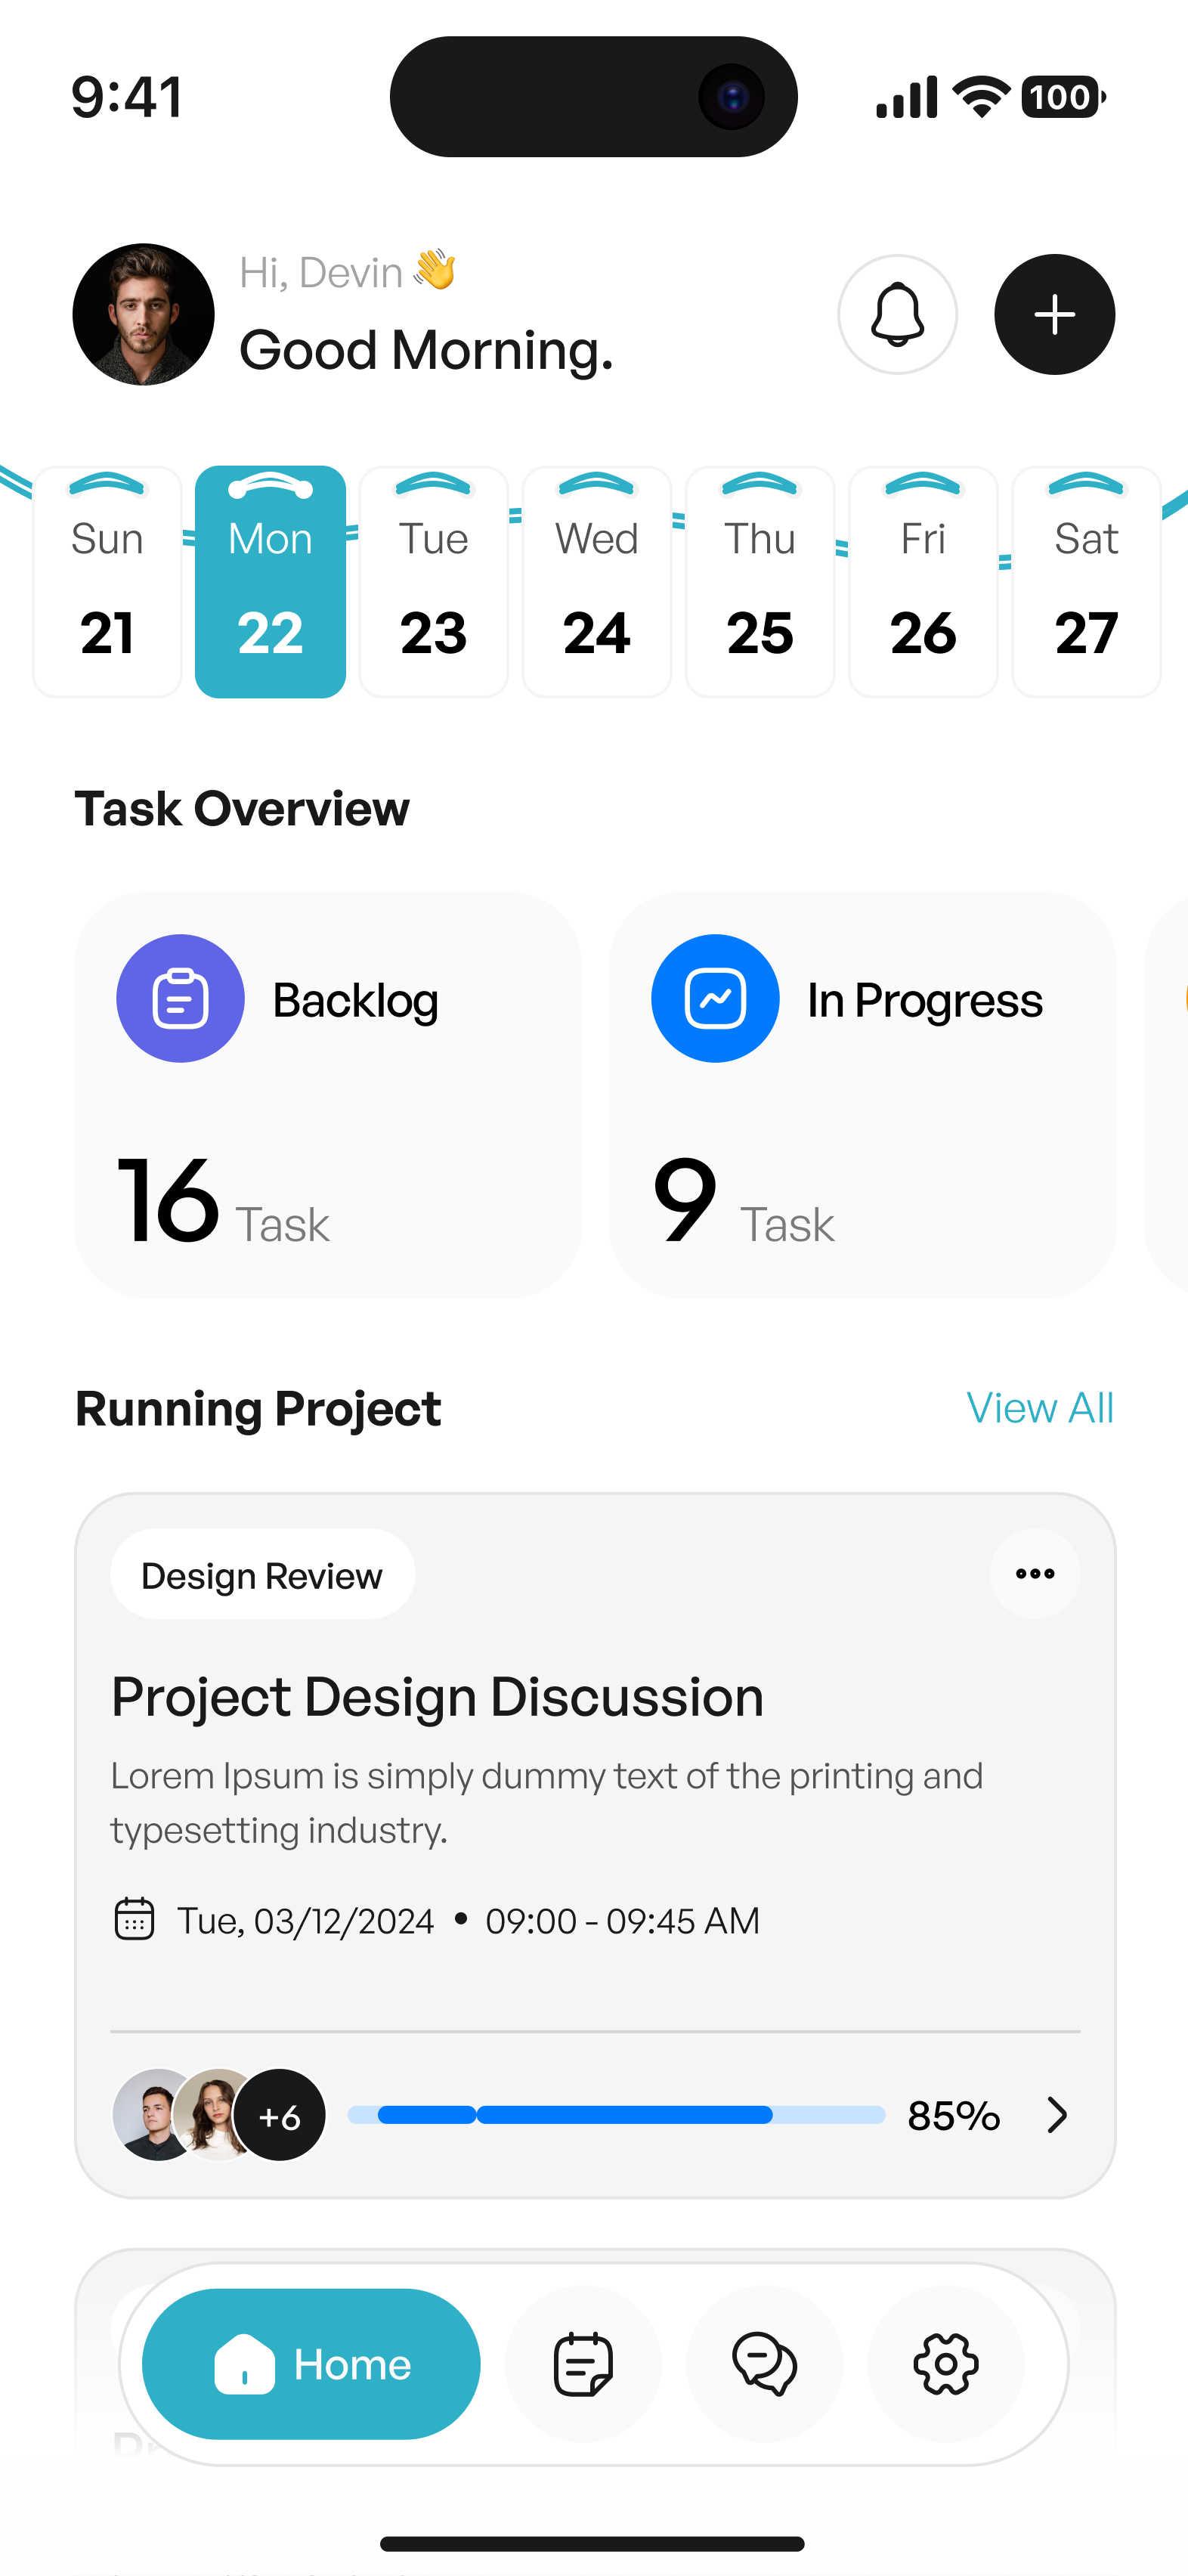 9:41
100
Hi, Devin 👋
Good Morning.
Sun Mon Tue Wed Thu Fri Sat
21 22 23 24 25 26 27
Task Overview
Backlog
16 Task
In Progress
9 Task
Running Project
View All
Design Review
Project Design Discussion
Lorem Ipsum is simply dummy text of the printing and
typesetting industry.
Tue, 03/12/2024 • 09:00 - 09:45 AM
+6
85%
Home